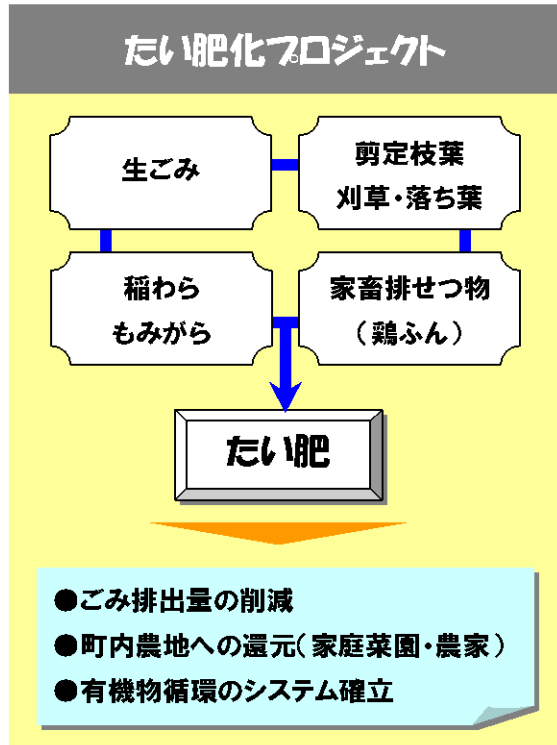 たい肥化プロジェクト
生ごみ
剪定枝葉
刈草・落ち葉
稲わら
もみがら
家畜排せつ物
（鶏ふん）
たい肥
●ごみ排出量の削減
●町内農地への還元（家庭菜園・農家）
●有機物循環のシステム確立